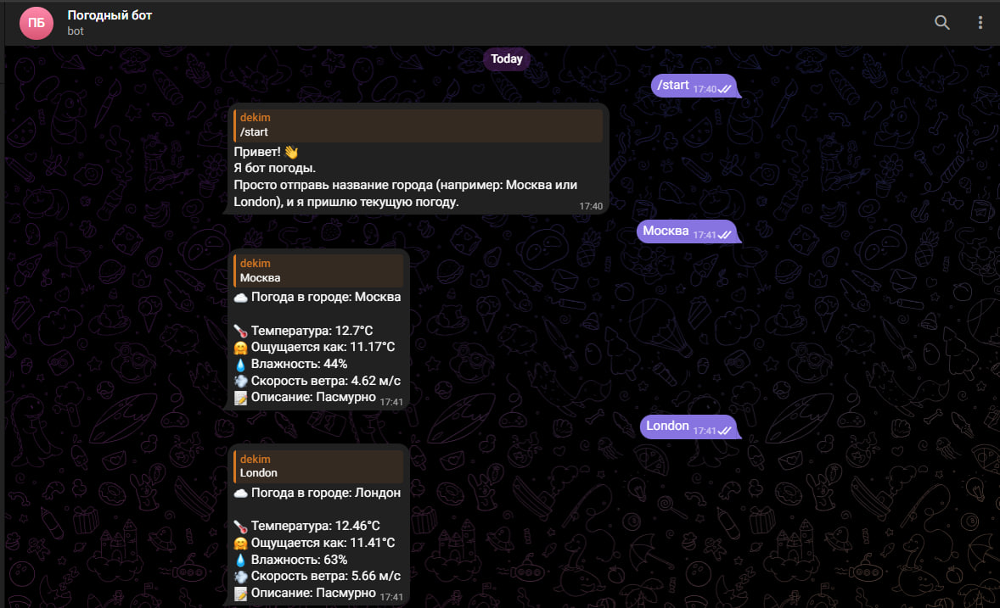 ПБ
Погодный бот
bot
Today
/start 17:40
dekim
/start
Привет! 👋
Я бот погоды.
Просто отправь название города (например: Москва или
London), и я пришлю текущую погоду.
17:40
Москва 17:41
dekim
Москва
☁️ Погода в городе: Москва
🌡️ Температура: 12.7°C
🤗 Ощущается как: 11.17°C
💧 Влажность: 44%
💨 Скорость ветра: 4.62 м/с
📝 Описание: Пасмурно 17:41
London 17:41
dekim
London
☁️ Погода в городе: Лондон
🌡️ Температура: 12.46°C
🤗 Ощущается как: 11.41°C
💧 Влажность: 63%
💨 Скорость ветра: 5.66 м/с
📝 Описание: Пасмурно 17:41